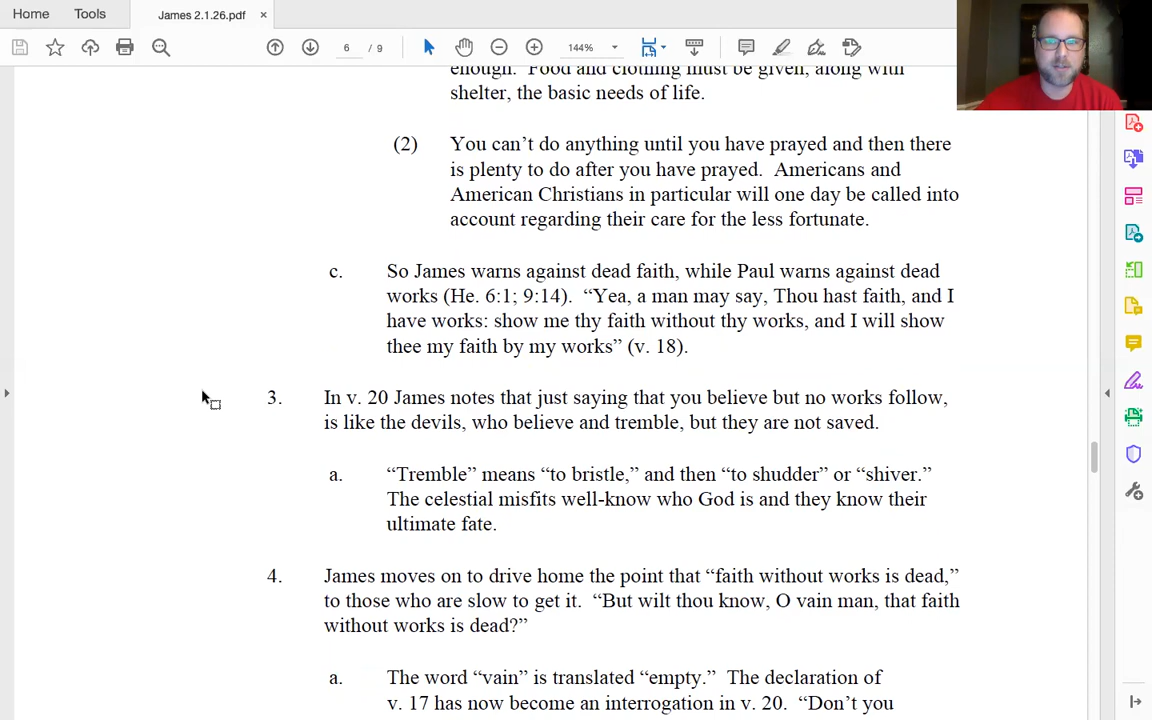 Home Tools James 2.1.26.pdf ×
6 / 9 144%
enough. Food and clothing must be given, along with
shelter, the basic needs of life.
(2) You can’t do anything until you have prayed and then there
is plenty to do after you have prayed. Americans and
American Christians in particular will one day be called into
account regarding their care for the less fortunate.
c. So James warns against dead faith, while Paul warns against dead
works (He. 6:1; 9:14). “Yea, a man may say, Thou hast faith, and I
have works: show me thy faith without thy works, and I will show
thee my faith by my works” (v. 18).
3. In v. 20 James notes that just saying that you believe but no works follow,
is like the devils, who believe and tremble, but they are not saved.
a. “Tremble” means “to bristle,” and then “to shudder” or “shiver.”
The celestial misfits well-know who God is and they know their
ultimate fate.
4. James moves on to drive home the point that “faith without works is dead,”
to those who are slow to get it. “But wilt thou know, O vain man, that faith
without works is dead?”
a. The word “vain” is translated “empty.” The declaration of
v. 17 has now become an interrogation in v. 20. “Don’t you